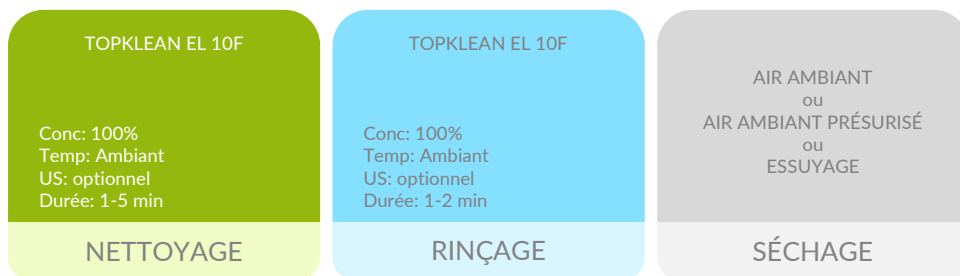 TOPKLEAN EL 10F
Conc: 100%
Temp: Ambiant
US: optionnel
Durée: 1-5 min
NETTOYAGE
TOPKLEAN EL 10F
Conc: 100%
Temp: Ambiant
US: optionnel
Durée: 1-2 min
RINÇAGE
AIR AMBIANT
ou
AIR AMBIANT PRÉSURISÉ
ou
ESSUYAGE
SÉCHAGE